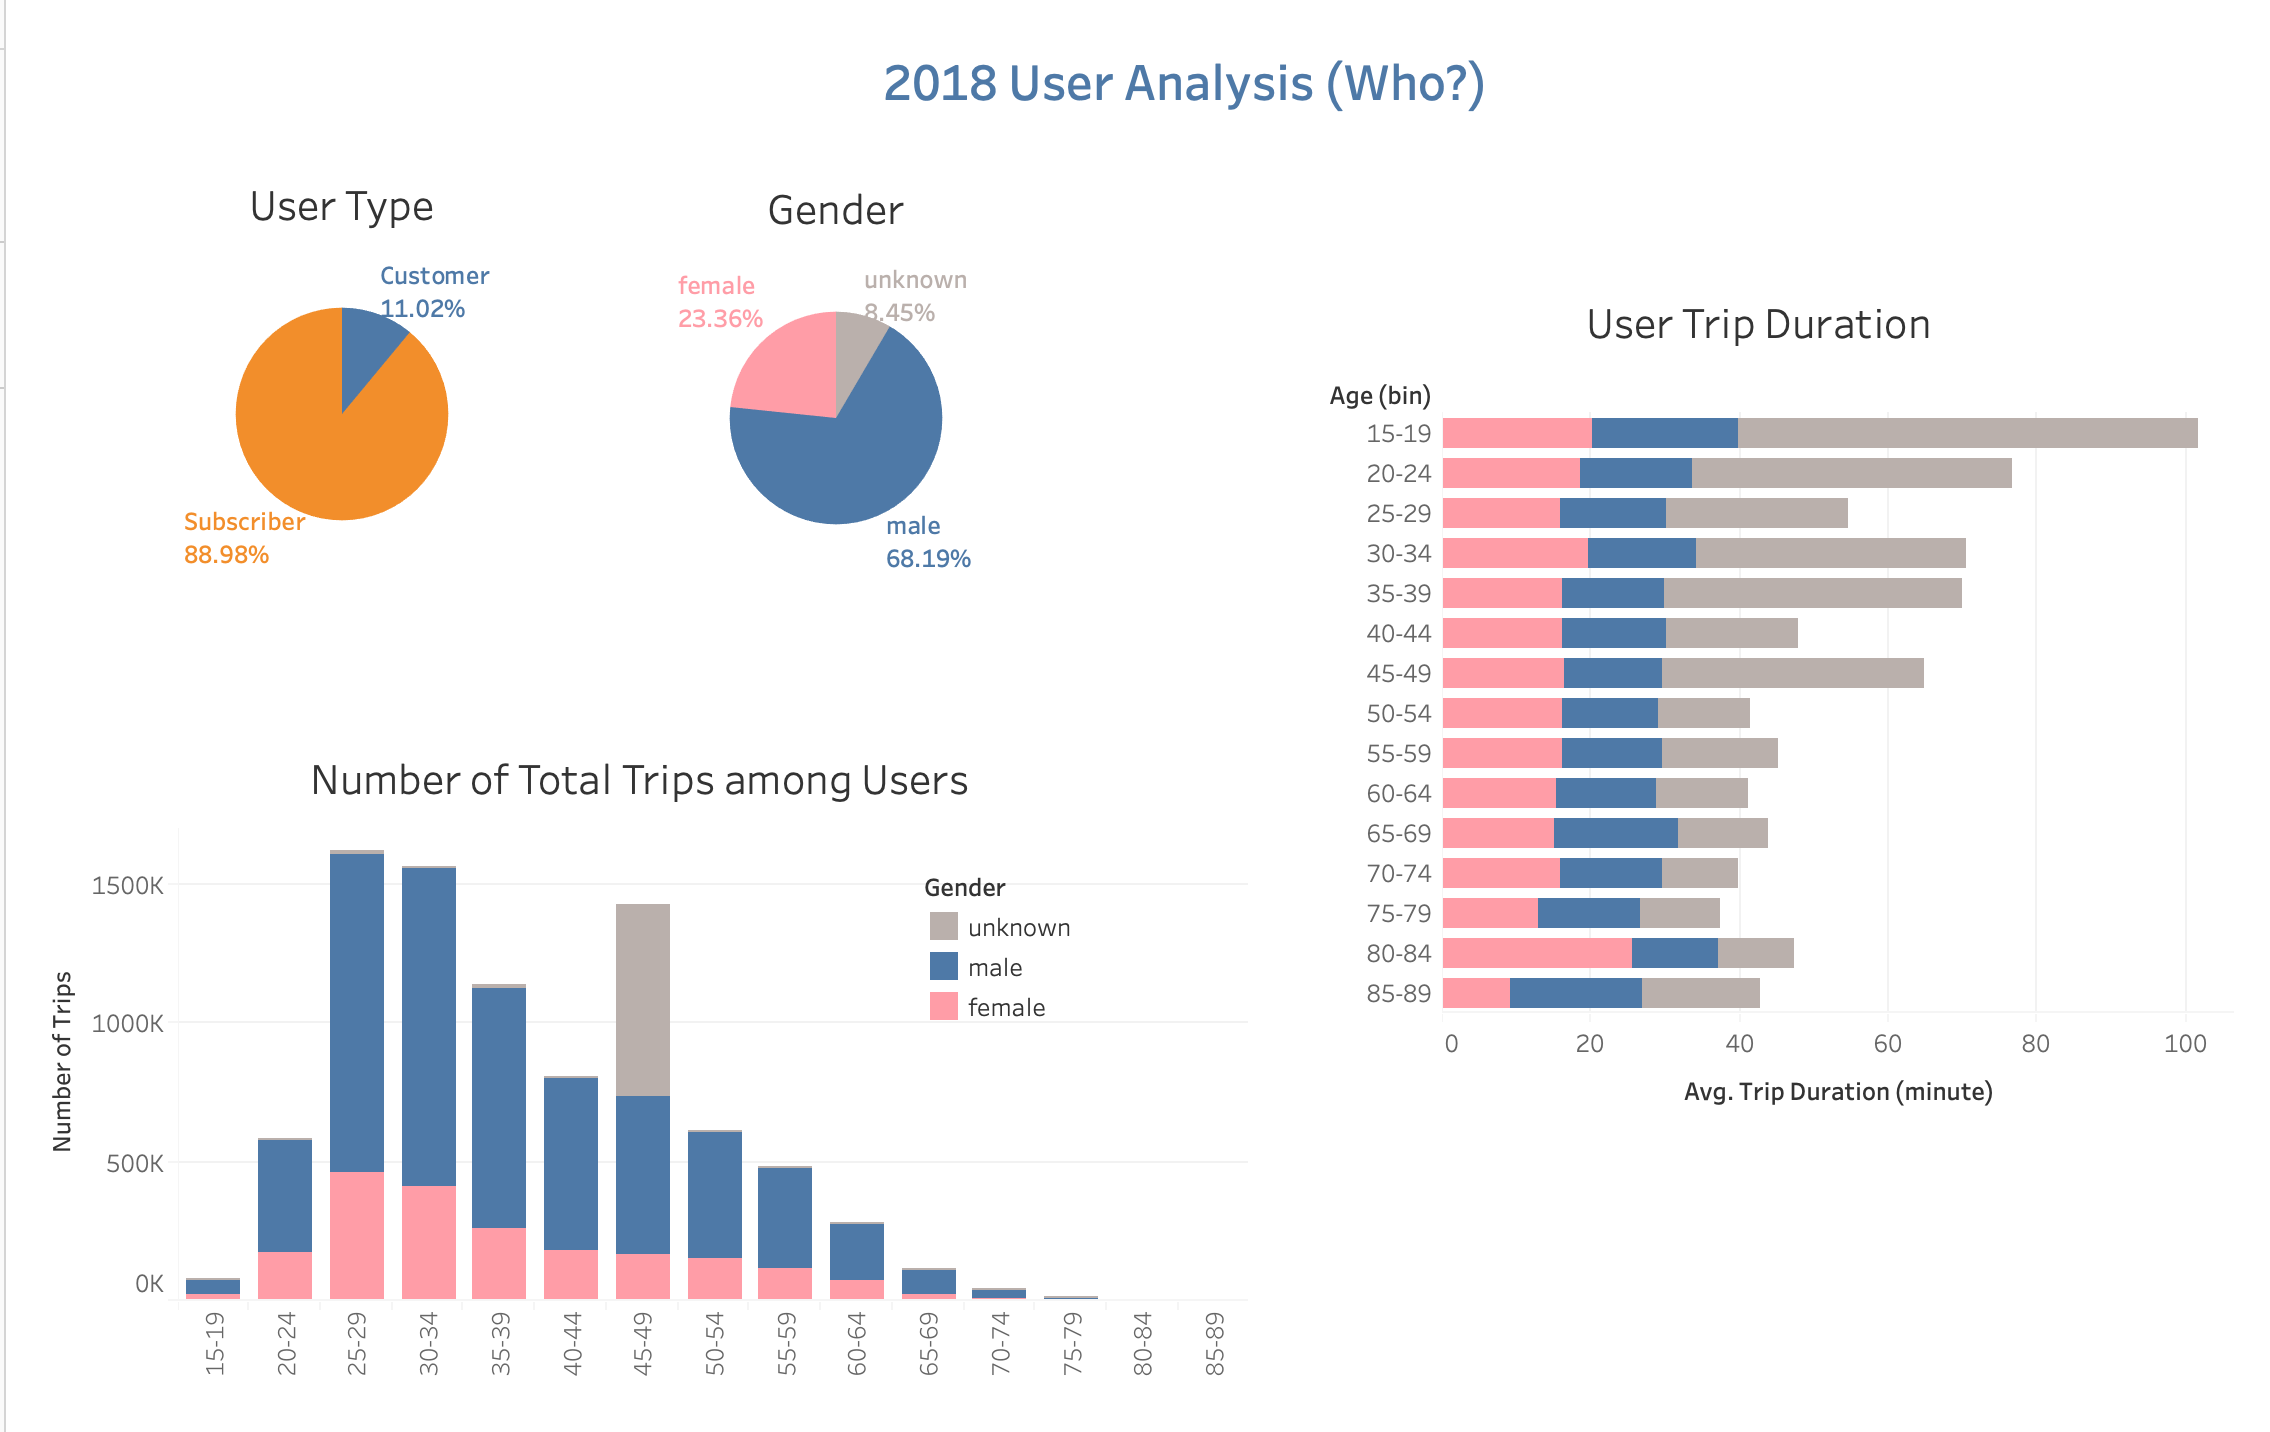 2018 User Analysis (Who?)
User Type
Customer
11.02%
Subscriber
88.98%
Gender
female
23.36%
unknown
8.45%
male
68.19%
User Trip Duration
Age (bin)
15-19
20-24
25-29
30-34
35-39
40-44
45-49
50-54
55-59
60-64
65-69
70-74
75-79
80-84
85-89
0 20 40 60 80 100
Avg. Trip Duration (minute)
Number of Total Trips among Users
Number of Trips
1500K
1000K
500K
0K
Gender
unknown
male
female
15-19 20-24 25-29 30-34 35-39 40-44 45-49 50-54 55-59 60-64 65-69 70-74 75-79 80-84 85-89